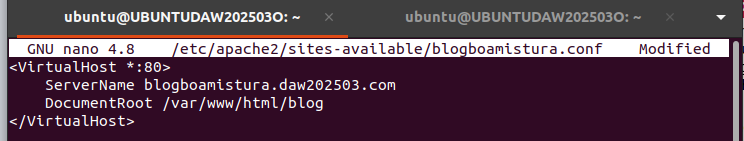 ubuntu@UBUNTUDAW202503O: ~ × ubuntu@UBUNTUDAW202503O: ~ ×
GNU nano 4.8 /etc/apache2/sites-available/blogboamistura.conf Modified
<VirtualHost *:80>
ServerName blogboamistura.daw202503.com
DocumentRoot /var/www/html/blog
</VirtualHost>